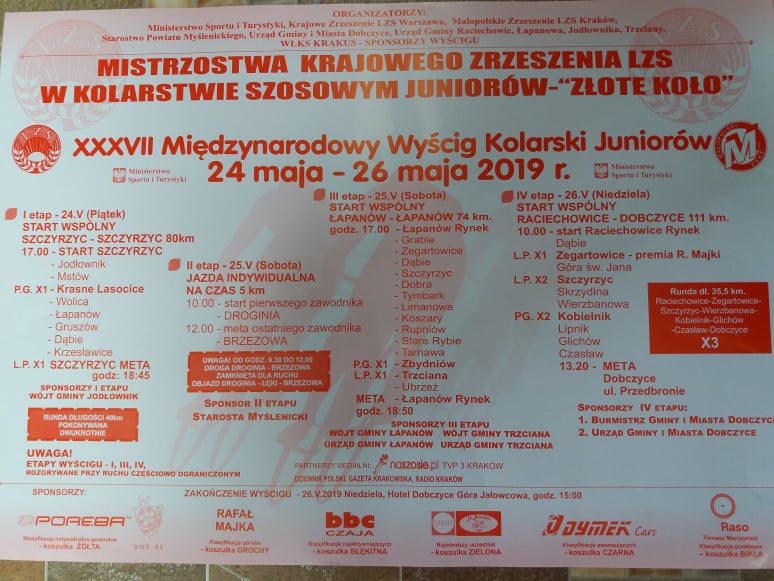 ORGANIZATORZY:
Ministerstwo Sportu i Turystyki, Krajowe Zrzeszenie LZS Warszawa, Małopolskie Zrzeszenie LZS Kraków,
Starostwo Powiatu Myślenickiego, Urząd Gminy i Miasta Dobczyce, Urząd Gminy Raciechowic, Łapanowa, Jodłownika, Trzciany,
WLKS KRAKUS - SPONSORZY WYŚCIGU
MISTRZOSTWA KRAJOWEGO ZRZESZENIA LZS
W KOLARSTWIE SZOSOWYM JUNIORÓW-"ZŁOTE KOŁO"
XXXVII Międzynarodowy Wyścig Kolarski Juniorów
24 maja - 26 maja 2019 r.
LZS
M
Ministerstwo
Sportu i Turystyki
Ministerstwo
Sportu i Turystyki
I etap - 24.V (Piątek)
START WSPÓLNY
SZCZYRZYC - SZCZYRZYC 80km
17.00 - START SZCZYRZYC
- Jodłownik
- Mstów
P.G. X1 - Krasne Lasocice
- Wolica
- Łapanów
- Gruszów
- Dąbie
- Krzesławice
L.P. X1 SZCZYRZYC META
godz: 18:45
SPONSORZY I ETAPU
WÓJT GMINY JODŁOWNIK
RUNDA DŁUGOŚCI 40km
POKONYWANA
DWUKROTNIE
UWAGA!
ETAPY WYŚCIGU - I, III, IV,
ROZGRYWANE PRZY RUCHU CZĘŚCIOWO OGRANICZONYM
II etap - 25.V (Sobota)
JAZDA INDYWIDUALNA
NA CZAS 5 km
10.00 - start pierwszego zawodnika
- DROGINIA
12.00 - meta ostatniego zawodnika
- BRZEZOWA
UWAGA! OD GODZ. 9.30 DO 12.00
DROGA DROGINIA - BRZEZOWA
ZAMKNIĘTA DLA RUCHU
OBJAZD DROGINIA - ŁĘKI - BRZEZOWA
Sponsor II etapu
Starosta Myślenicki
III etap - 25.V (Sobota)
START WSPÓLNY
ŁAPANÓW - ŁAPANÓW 74 km.
godz. 17.00 - Łapanów Rynek
- Grabie
- Zegartowice
- Dąbie
- Szczyrzyc
- Dobra
- Tymbark
- Limanowa
- Koszary
- Rupniów
- Stare Rybie
- Tarnawa
P.G. X1 - Zbydniów
L.P. X1 - Trzciana
- Ubrzeż
META - Łapanów Rynek
godz. 18:50
SPONSORZY III ETAPU
WÓJT GMINY ŁAPANÓW WÓJT GMINY TRZCIANA
URZĄD GMINY ŁAPANÓW URZĄD GMINY TRZCIANA
IV etap - 26.V (Niedziela)
START WSPÓLNY
RACIECHOWICE - DOBCZYCE 111 km.
10.00 - start Raciechowice Rynek
Dąbie
L.P. X1 Zegartowice - premia R. Majki
Góra św. Jana
L.P. X2 Szczyrzyc
Skrzydlna
Wierzbanowa
PG. X2 Kobielnik
Lipnik
Glichów
Czasław
13.20 - META
Dobczyce
ul. Przedbronie
Sponsorzy IV etapu:
1. Burmistrz Gminy i Miasta Dobczyce
2. Urząd Gminy i Miasta Dobczyce
Runda dł. 35,5 km.
Raciechowice-Zegartowice-
Szczyrzyc-Wierzbanowa-
Kobielnik-Glichów
-Czasław-Dobczyce
X3
PARTNERZY MEDIALNI: naszosie.pl TVP 3 KRAKÓW
DZIENNIK POLSKI, GAZETA KRAKOWSKA, RADIO KRAKÓW
SPONSORZY: ZAKOŃCZENIE WYŚCIGU - 26.V.2019 Niedziela, Hotel Dobczyce Góra Jałowcowa, godz. 15:00
POREBA
Klasyfikacja indywidualna generalna
- koszulka ŻÓŁTA
BIKE-RS
RAFAŁ
MAJKA
Klasyfikacja górska
- koszulka GROCHY
bbc
CZAJA
Klasyfikacja najaktywniejszych
- koszulka BŁĘKITNA
Najmłodszy uczestnik
- koszulka ZIELONA
DYMEK Cars
Klasyfikacja awansujących
- koszulka CZARNA
Raso
Tomasz Marczyński
Klasyfikacja punktowa
- koszulka BIAŁA